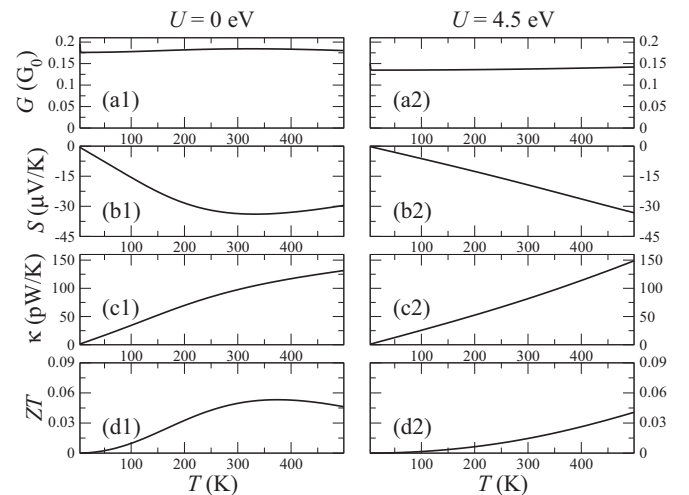 U = 0 eV
U = 4.5 eV
G (G0)
0.2
0.15
0.1
0.05
0
(a1)
(a2)
0.2
0.15
0.1
0.05
0
100 200 300 400
100 200 300 400
S (μV/K)
0
-15
-30
-45
(b1)
(b2)
0
-15
-30
-45
100 200 300 400
100 200 300 400
κ (pW/K)
150
100
50
0
(c1)
(c2)
150
100
50
0
100 200 300 400
100 200 300 400
ZT
0.09
0.06
0.03
0
(d1)
(d2)
0.09
0.06
0.03
0
100 200 300 400
100 200 300 400
T (K)
T (K)